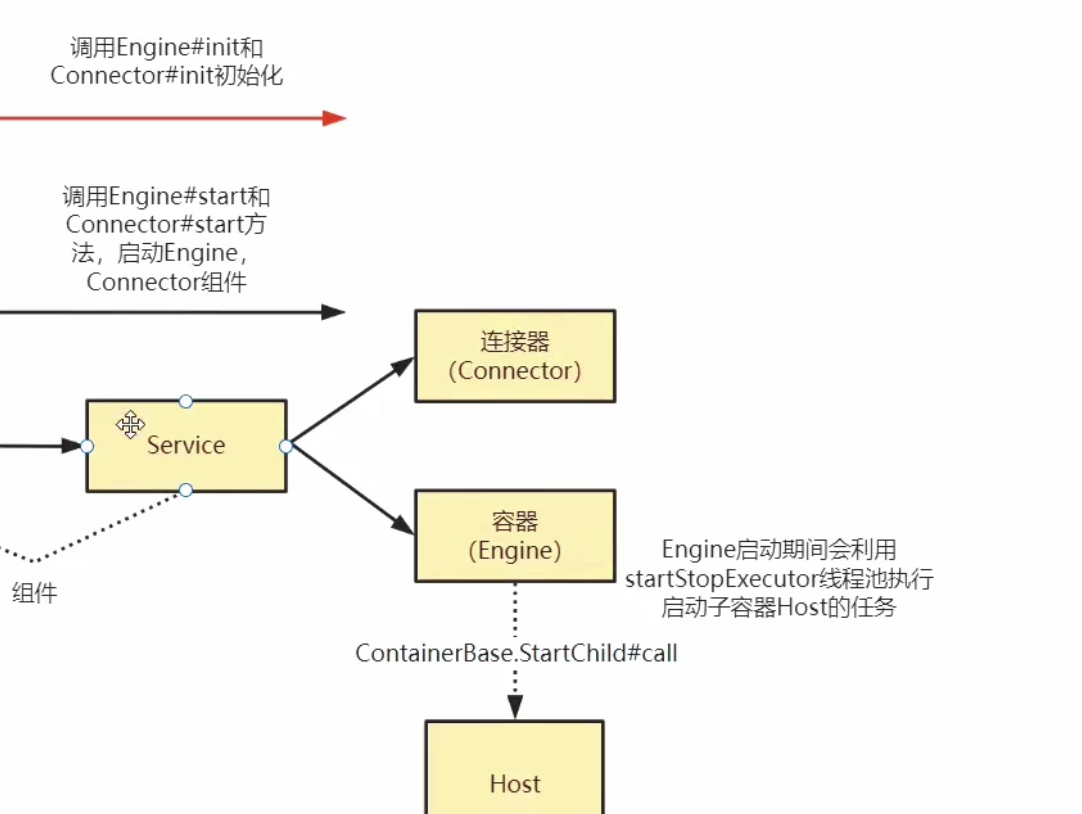 调用Engine#init和
Connector#init初始化
调用Engine#start和
Connector#start方
法，启动Engine，
Connector组件
连接器
（Connector）
Service
容器
（Engine）
Engine启动期间会利用
startStopExecutor线程池执行
启动子容器Host的任务
组件
ContainerBase.StartChild#call
Host